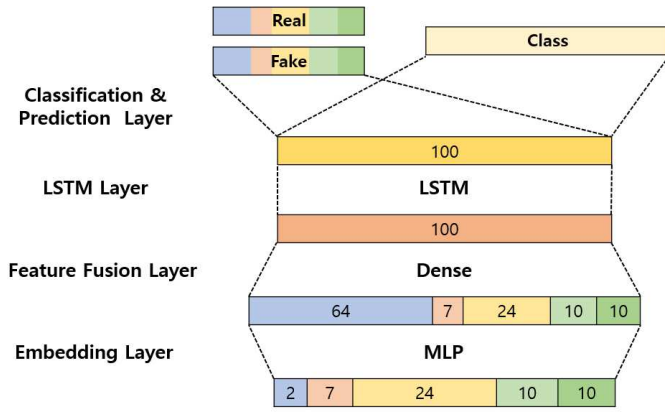 Real
Fake
Class
Classification &
Prediction Layer
100
LSTM Layer
LSTM
100
Feature Fusion Layer
Dense
64 7 24 10 10
Embedding Layer
MLP
2 7 24 10 10